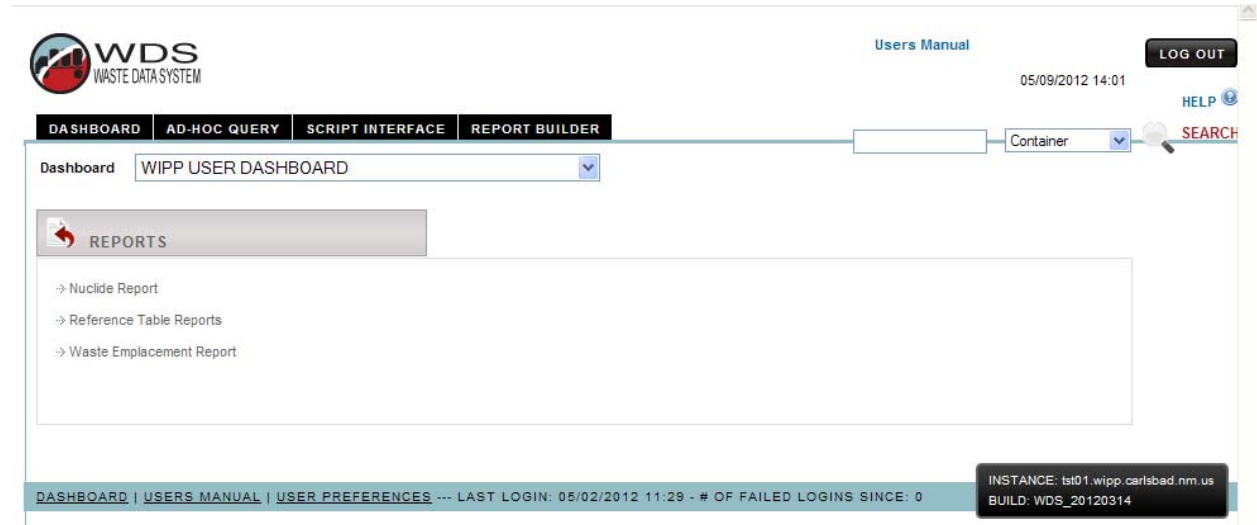 WDS
WASTE DATA SYSTEM
Users Manual
LOG OUT
05/09/2012 14:01
HELP
DASHBOARD AD-HOC QUERY SCRIPT INTERFACE REPORT BUILDER
Container
SEARCH
Dashboard WIPP USER DASHBOARD
REPORTS
Nuclide Report
Reference Table Reports
Waste Emplacement Report
DASHBOARD | USERS MANUAL | USER PREFERENCES --- LAST LOGIN: 05/02/2012 11:29 - # OF FAILED LOGINS SINCE: 0
INSTANCE: tst01.wipp.carlsbad.nm.us
BUILD: WDS_20120314